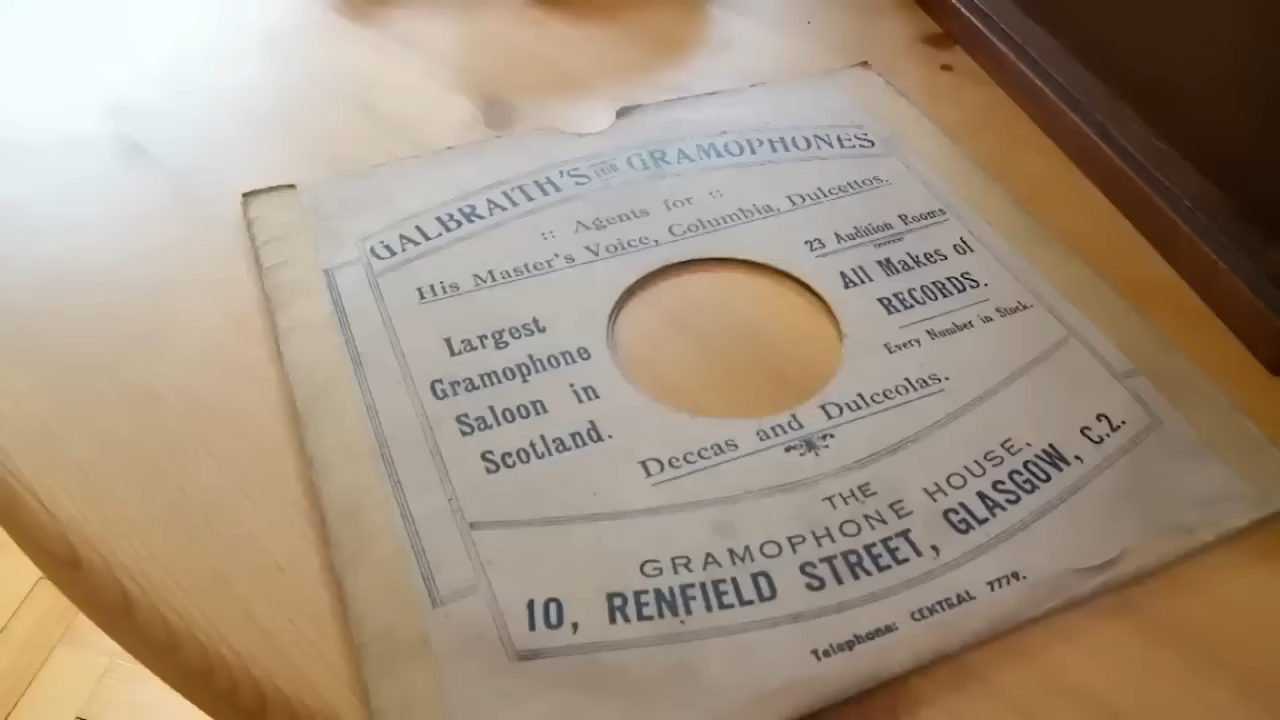 GALBRAITH'S FOR GRAMOPHONES
:: Agents for ::
His Master's Voice, Columbia, Dulcettos.
Largest
Gramophone
Saloon in
Scotland.
23 Audition Rooms
All Makes of
RECORDS.
Every Number in Stock.
Deccas and Dulceolas.
THE
GRAMOPHONE HOUSE,
10, RENFIELD STREET, GLASGOW, C.2.
Telephone: CENTRAL 7779.